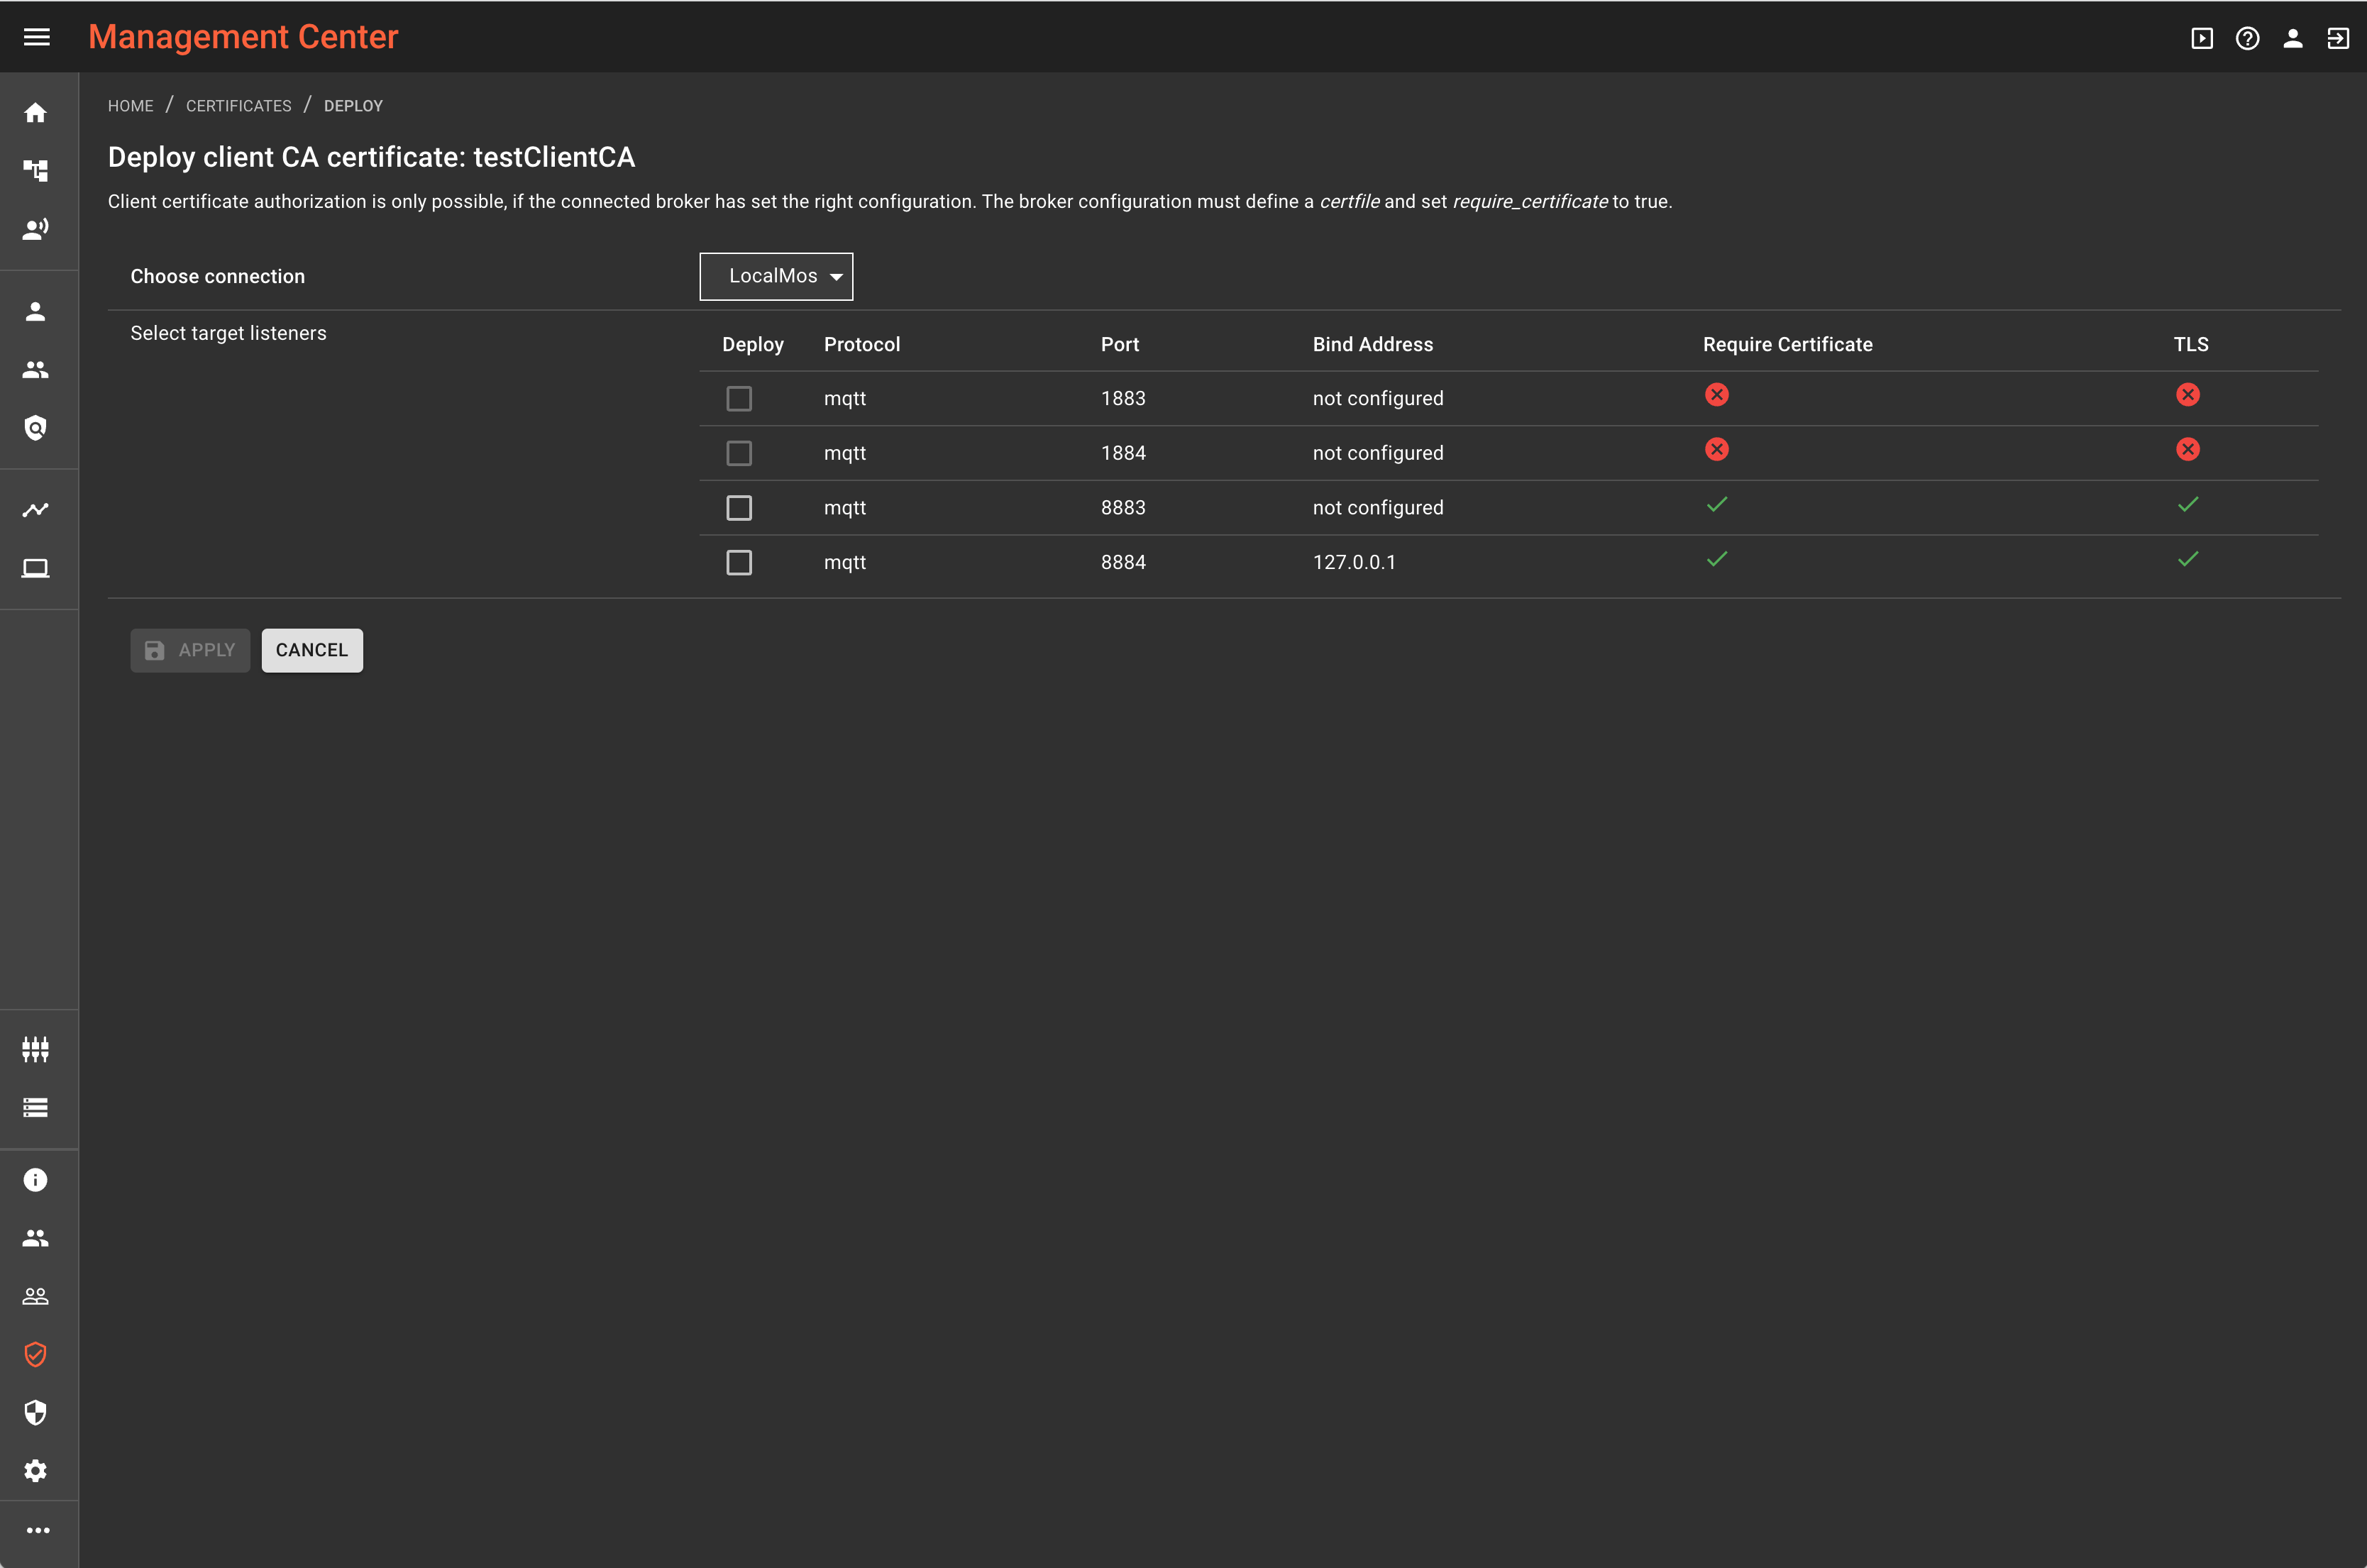 Management Center
HOME / CERTIFICATES / DEPLOY
Deploy client CA certificate: testClientCA
Client certificate authorization is only possible, if the connected broker has set the right configuration. The broker configuration must define a certfile and set require_certificate to true.
Choose connection LocalMos
Select target listeners
Deploy Protocol Port Bind Address Require Certificate TLS
mqtt 1883 not configured
mqtt 1884 not configured
mqtt 8883 not configured
mqtt 8884 127.0.0.1
APPLY CANCEL